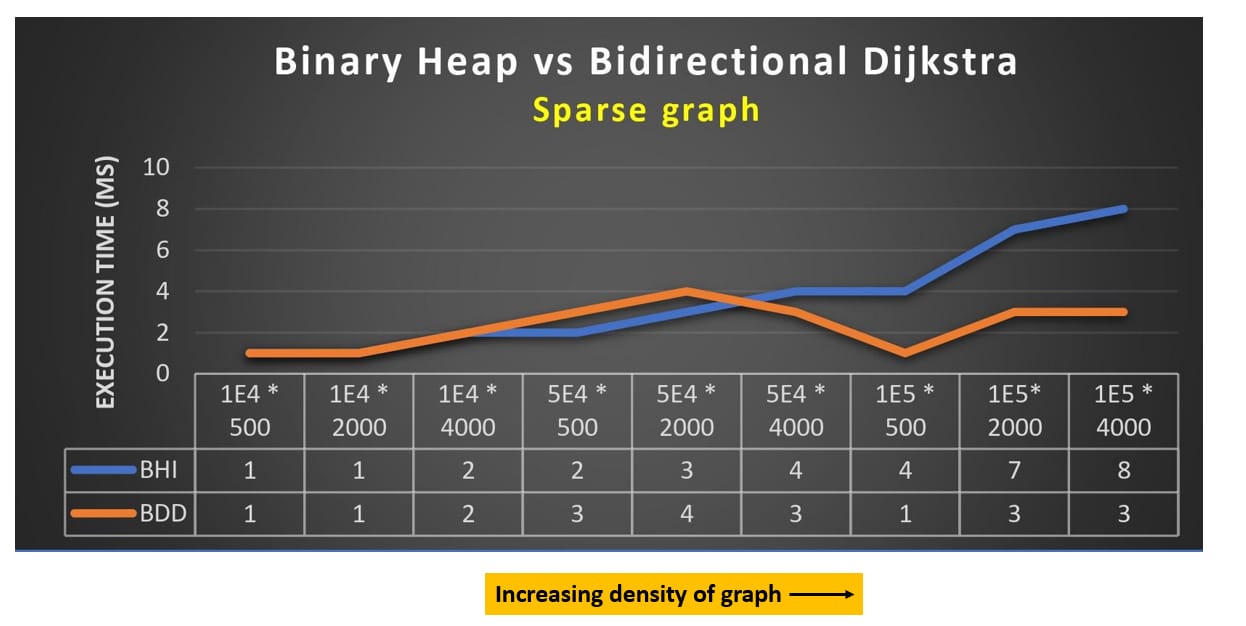 Binary Heap vs Bidirectional Dijkstra
Sparse graph
EXECUTION TIME (MS)
10
8
6
4
2
0
1E4 * 1E4 * 1E4 * 5E4 * 5E4 * 5E4 * 1E5 * 1E5* 1E5 *
500 2000 4000 500 2000 4000 500 2000 4000
BHI 1 1 2 2 3 4 4 7 8
BDD 1 1 2 3 4 3 1 3 3
Increasing density of graph